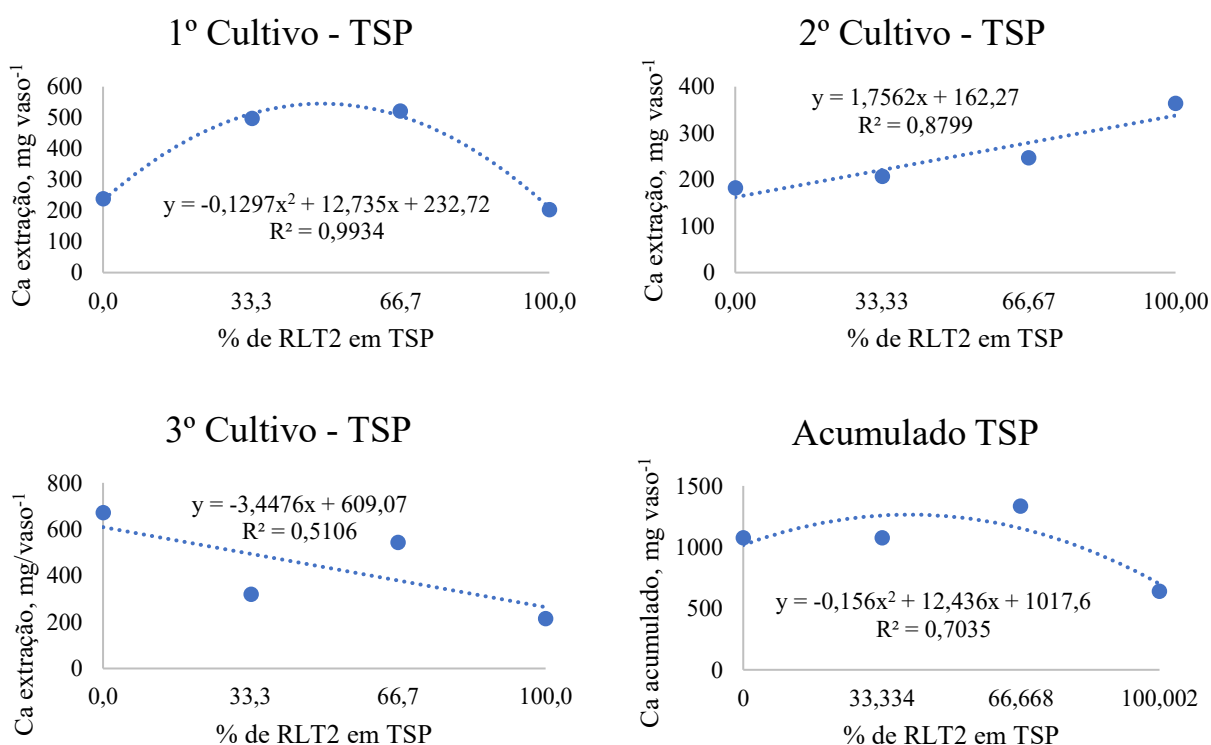 1º Cultivo - TSP
Ca extração, mg vaso⁻¹
600
500
400
300
200
100
0
y = -0,1297x² + 12,735x + 232,72
R² = 0,9934
0,0 33,3 66,7 100,0
% de RLT2 em TSP
2º Cultivo - TSP
Ca extração, mg vaso⁻¹
400
300
200
100
0
y = 1,7562x + 162,27
R² = 0,8799
0,00 33,33 66,67 100,00
% de RLT2 em TSP
3º Cultivo - TSP
Ca extração, mg/vaso⁻¹
800
600
400
200
0
y = -3,4476x + 609,07
R² = 0,5106
0,0 33,3 66,7 100,0
% de RLT2 em TSP
Acumulado TSP
Ca acumulado, mg vaso⁻¹
1500
1000
500
0
y = -0,156x² + 12,436x + 1017,6
R² = 0,7035
0 33,334 66,668 100,002
% de RLT2 em TSP